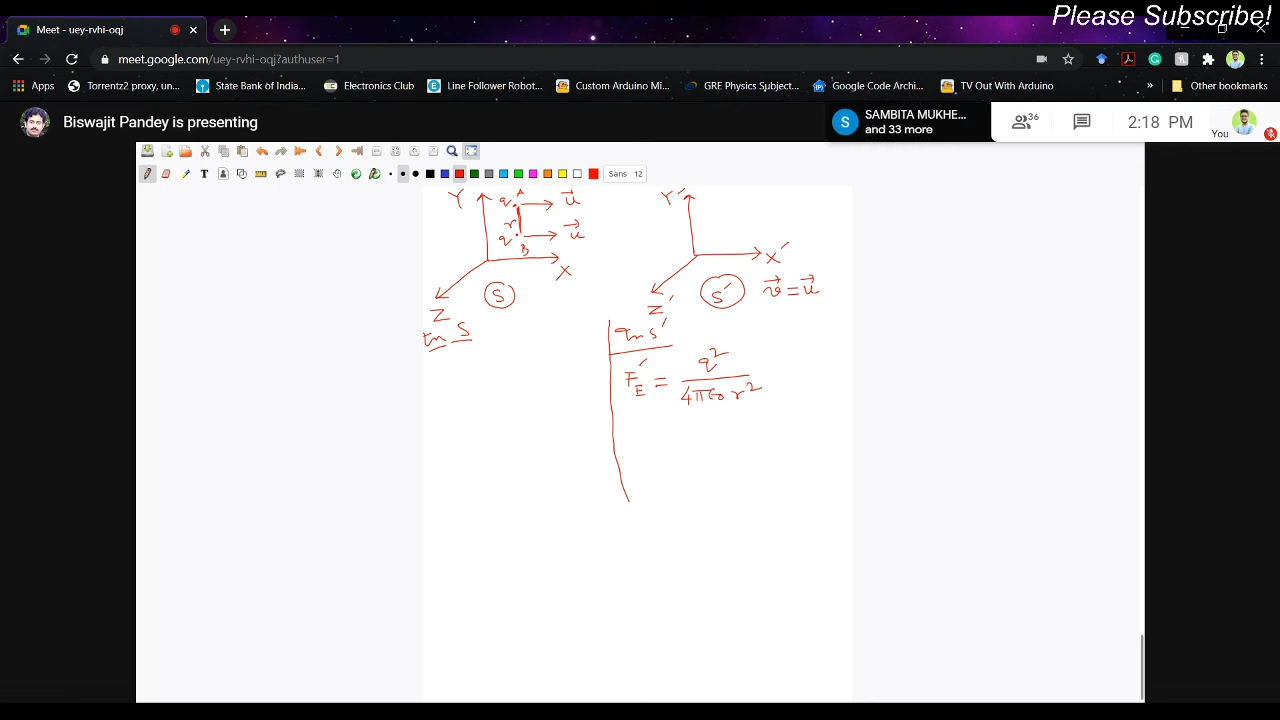 Please Subscribe!
Meet - uey-rvhi-oqj
meet.google.com/uey-rvhi-oqj?authuser=1
Apps Torrentz2 proxy, un... State Bank of India... Electronics Club Line Follower Robot... Custom Arduino Mi... GRE Physics Subject... Google Code Archi... TV Out With Arduino » Other bookmarks
Biswajit Pandey is presenting
S SAMBITA MUKHE...
and 33 more
36
2:18 PM
You
T Sans 12
Y q A u⃗
r
q B u⃗
X
Z
S
Y′
X′
Z′
S′ v⃗ = u⃗
In S
In S′
F′E = q² / 4π∈0 r²